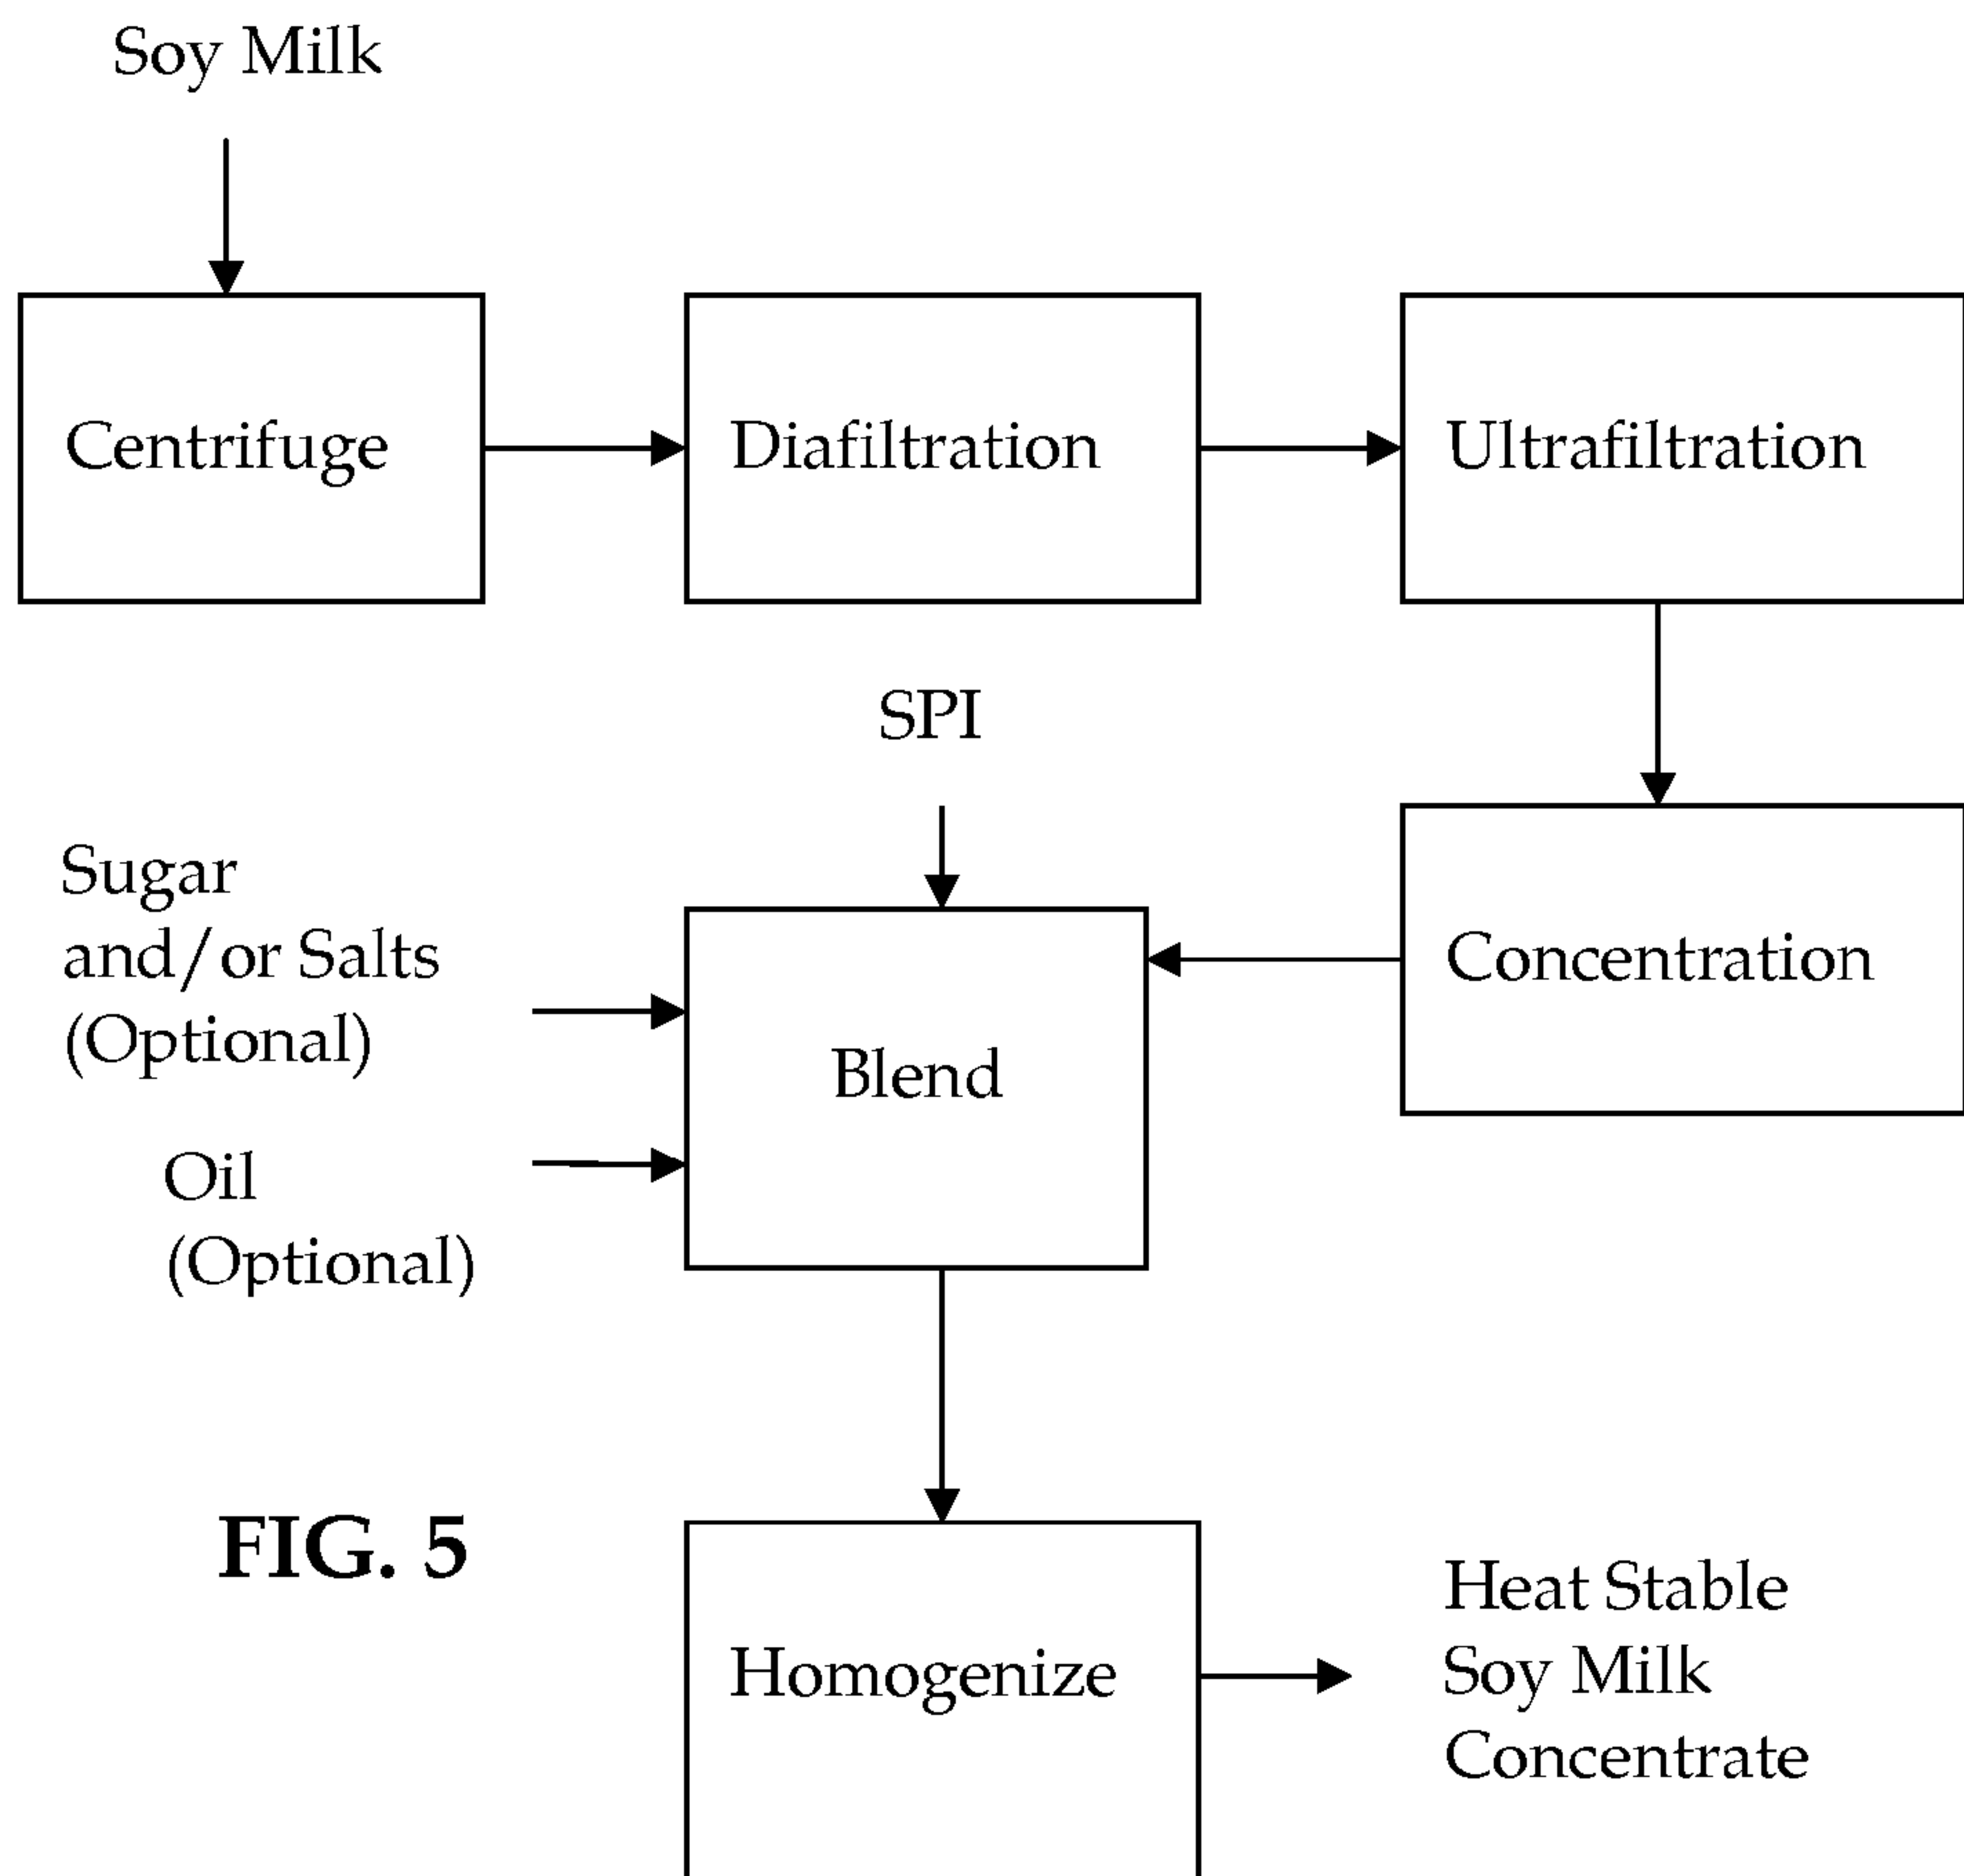 Soy Milk
Centrifuge
Diafiltration
Ultrafiltration
SPI
Sugar
and/or Salts
(Optional)
Concentration
Blend
Oil
(Optional)
FIG. 5
Homogenize
Heat Stable
Soy Milk
Concentrate